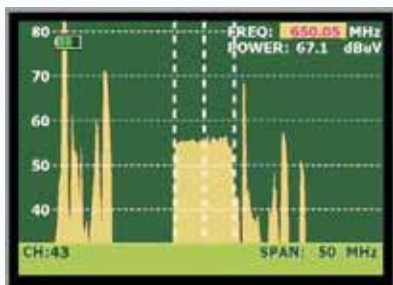 80 FREQ: 650.05 MHz
POWER: 67.1 dBuV
70
60
50
40
CH:43 SPAN: 50 MHz